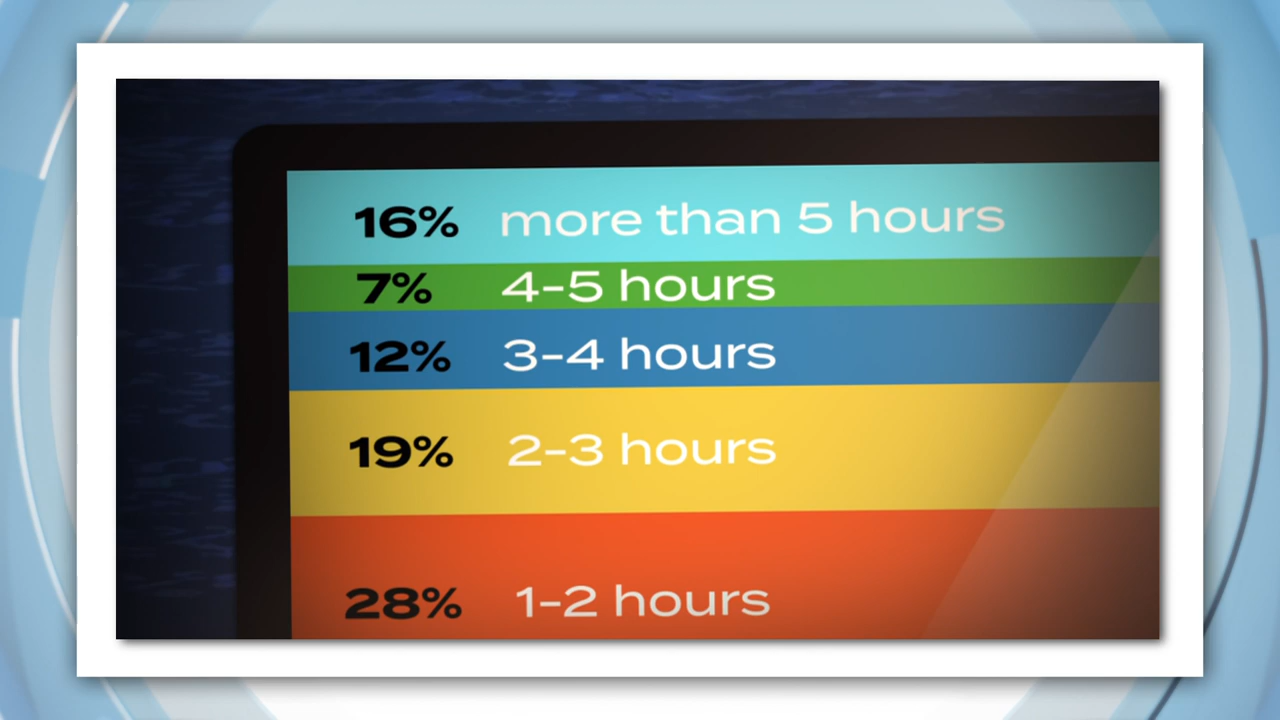 16% more than 5 hours
7% 4-5 hours
12% 3-4 hours
19% 2-3 hours
28% 1-2 hours